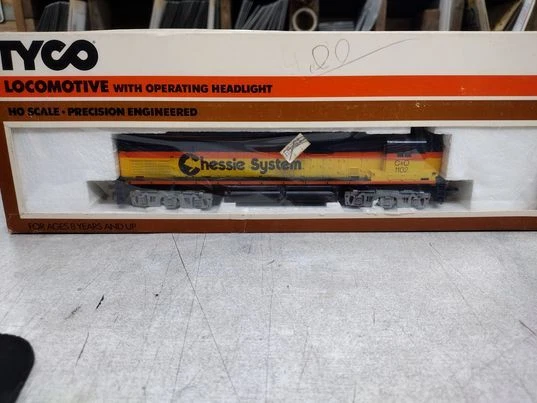 TYCO
LOCOMOTIVE WITH OPERATING HEADLIGHT
HO SCALE • PRECISION ENGINEERED
Chessie System
C&O
1102
FOR AGES 8 YEARS AND UP